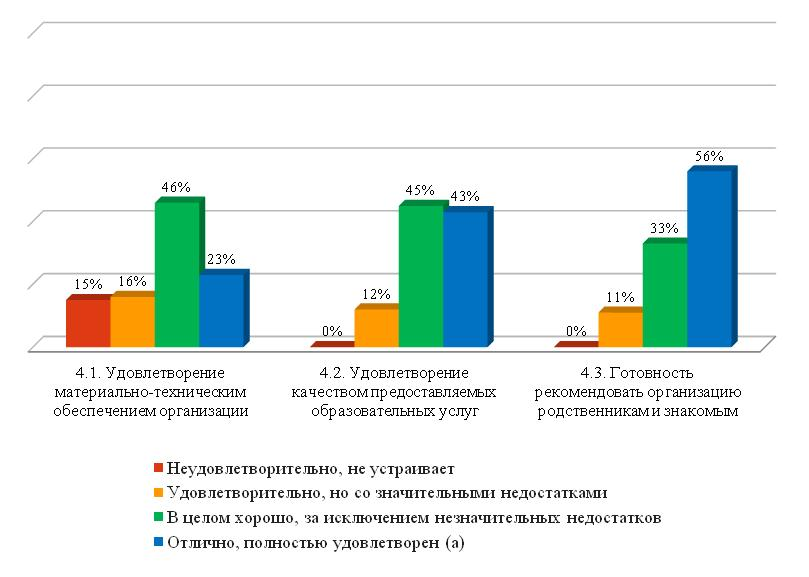 15%
16%
46%
23%
0%
12%
45%
43%
0%
11%
33%
56%
4.1. Удовлетворение
материально-техническим
обеспечением организации
4.2. Удовлетворение
качеством предоставляемых
образовательных услуг
4.3. Готовность
рекомендовать организацию
родственникам и знакомым
Неудовлетворительно, не устраивает
Удовлетворительно, но со значительными недостатками
В целом хорошо, за исключением незначительных недостатков
Отлично, полностью удовлетворен (а)